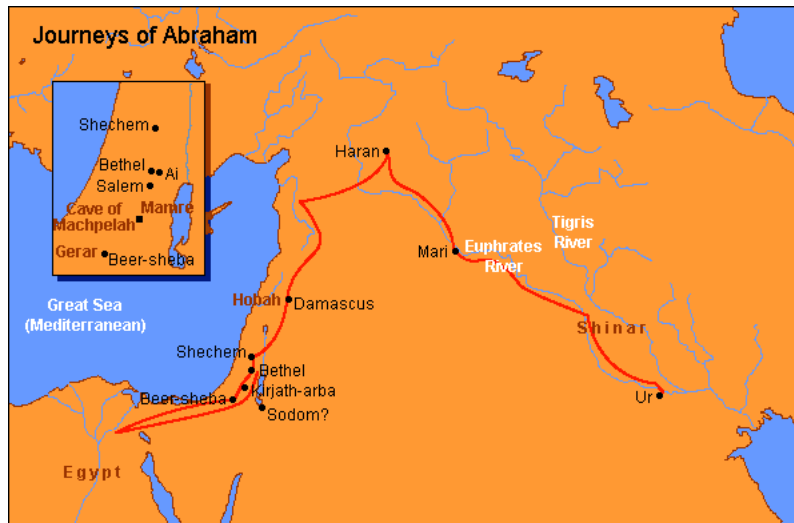 Journeys of Abraham
Shechem
Bethel
Ai
Salem
Cave of
Mamre
Machpelah
Gerar
Beer-sheba
Haran
Tigris
River
Mari
Euphrates
River
Great Sea
(Mediterranean)
Hobah
Damascus
Shinar
Shechem
Bethel
Kirjath-arba
Beer-sheba
Sodom?
Ur
Egypt